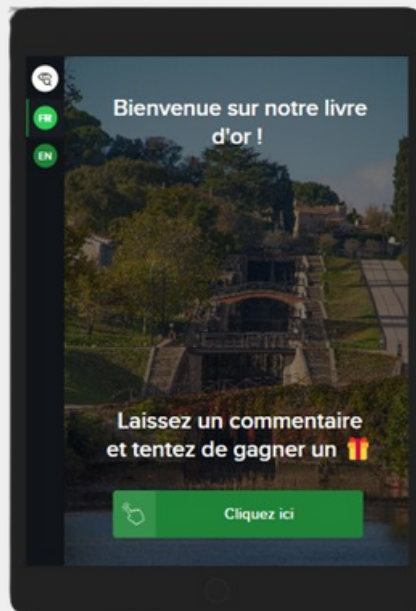 FR
EN
Bienvenue sur notre livre
d'or !
Laissez un commentaire
et tentez de gagner un 🎁
Cliquez ici